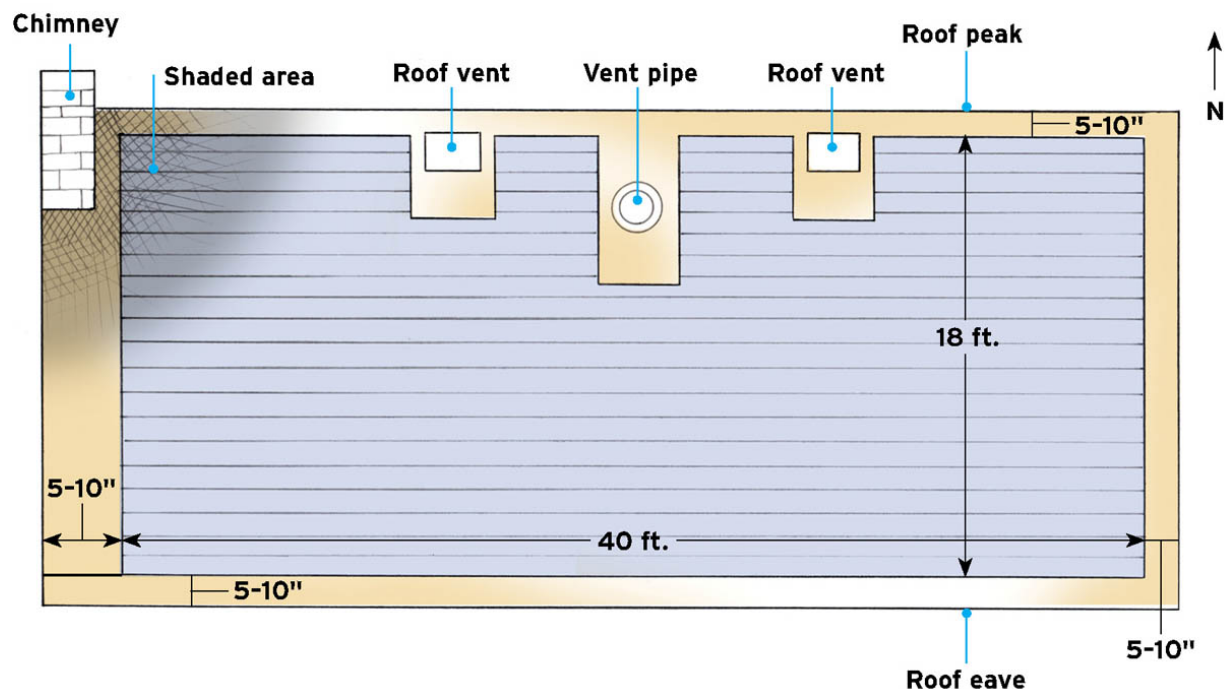 Chimney
Roof peak
Shaded area
Roof vent
Vent pipe
Roof vent
N
5-10"
18 ft.
5-10"
40 ft.
5-10"
5-10"
Roof eave